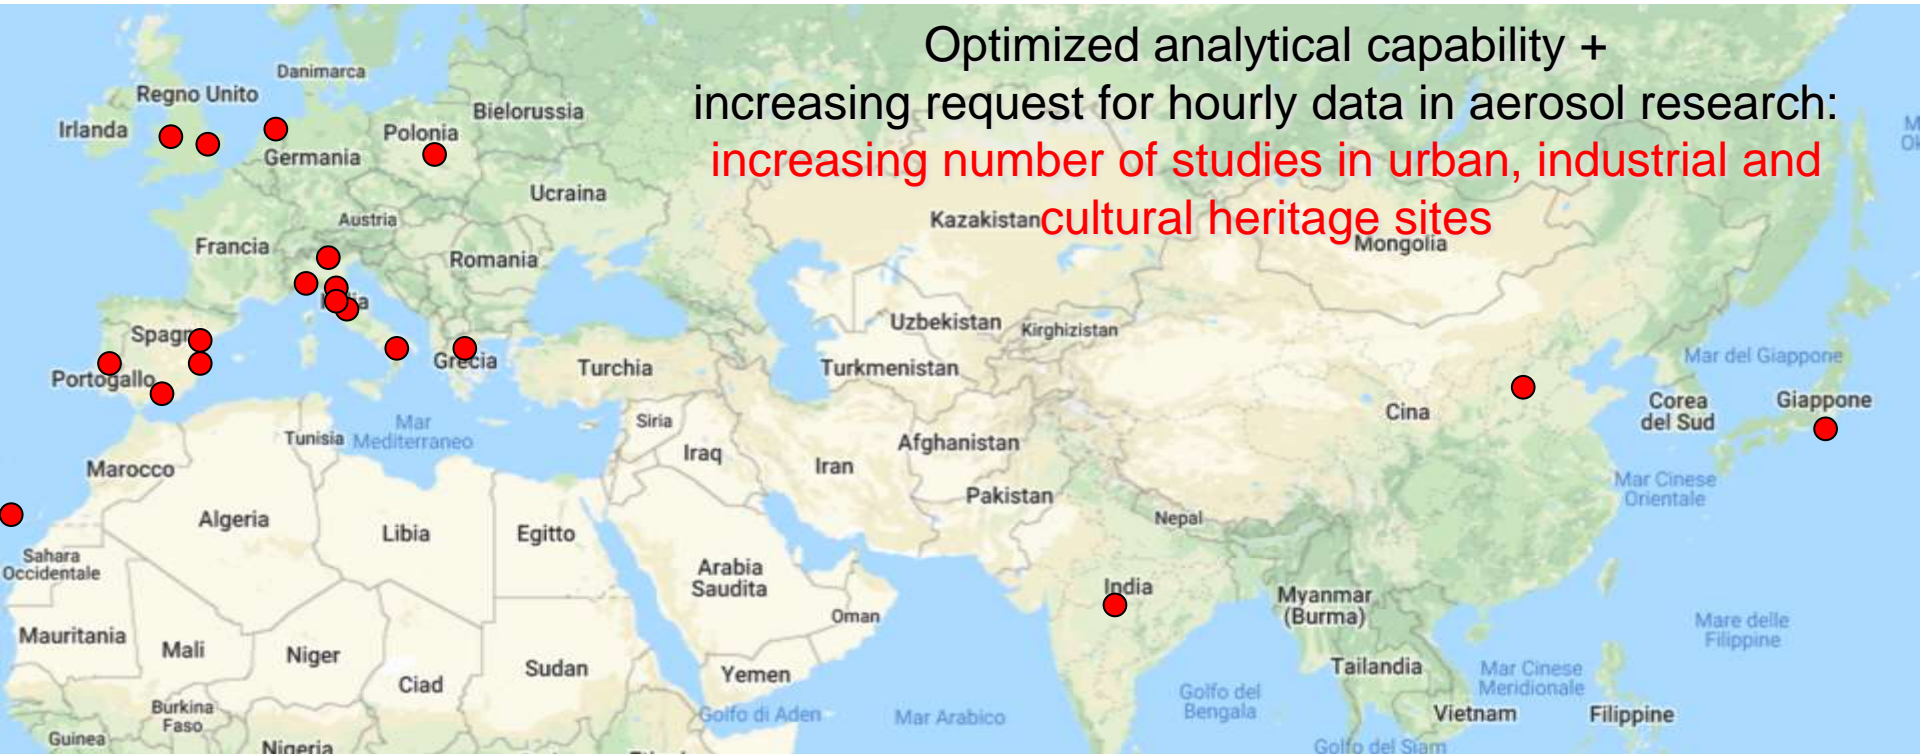 Optimized analytical capability +
increasing request for hourly data in aerosol research:
increasing number of studies in urban, industrial and
cultural heritage sites
Danimarca
Regno Unito
Bielorussia
Irlanda
Polonia
Germania
Ucraina
Austria
Kazakistan
Mongolia
Francia
Romania
Uzbekistan
Kirghizistan
Spagn
Grecia
Turchia
Turkmenistan
Mar del Giappone
Portogallo
Cina
Corea
del Sud
Giappone
Mar
Mediterraneo
Tunisia
Siria
Iraq
Iran
Afghanistan
Marocco
Pakistan
Mar Cinese
Orientale
Algeria
Libia
Egitto
Nepal
Sahara
Occidentale
Arabia
Saudita
India
Myanmar
(Burma)
Oman
Mauritania
Mali
Niger
Ciad
Sudan
Yemen
Tailandia
Mar Cinese
Meridionale
Mare delle
Filippine
Burkina
Faso
Golfo di Aden
Mar Arabico
Golfo del
Bengala
Vietnam
Filippine
Guinea
Nigeria
Golfo del Siam